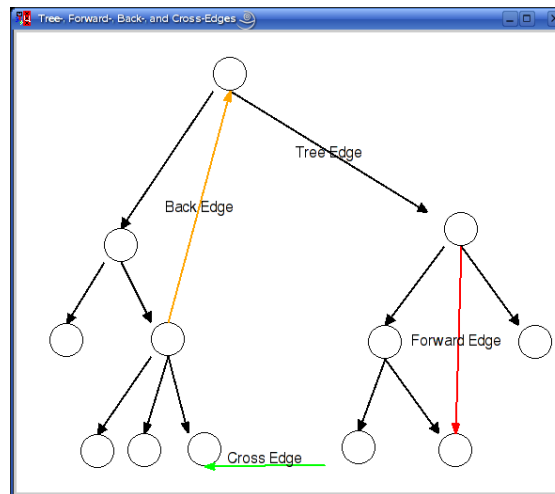 Tree-, Forward-, Back-, and Cross-Edges
Tree Edge
Back Edge
Forward Edge
Cross Edge